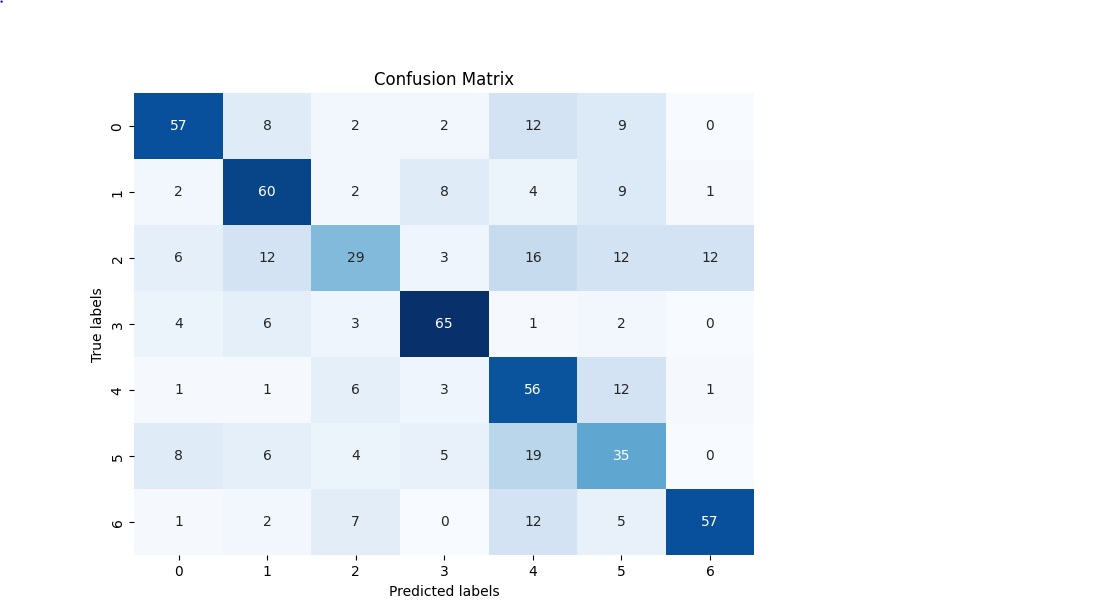 Confusion Matrix
0 57 8 2 2 12 9 0
1 2 60 2 8 4 9 1
2 6 12 29 3 16 12 12
3 4 6 3 65 1 2 0
4 1 1 6 3 56 12 1
5 8 6 4 5 19 35 0
6 1 2 7 0 12 5 57
True labels
0 1 2 3 4 5 6
Predicted labels